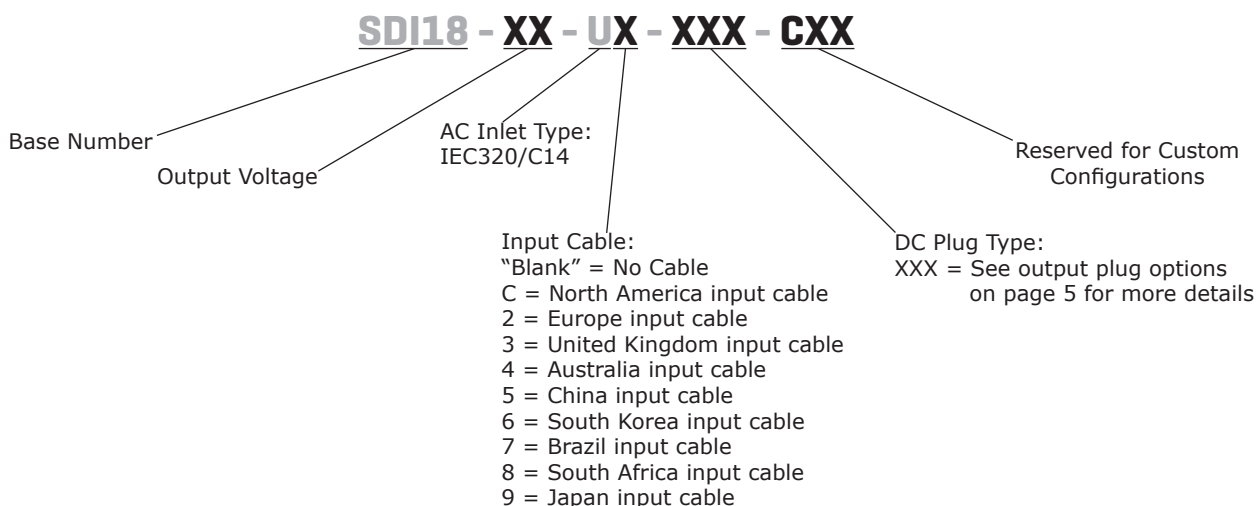 SDI18 - XX - UX - XXX - CXX
Base Number
Output Voltage
AC Inlet Type:
IEC320/C14
Reserved for Custom
Configurations
Input Cable:
“Blank” = No Cable
C = North America input cable
2 = Europe input cable
3 = United Kingdom input cable
4 = Australia input cable
5 = China input cable
6 = South Korea input cable
7 = Brazil input cable
8 = South Africa input cable
9 = Japan input cable
DC Plug Type:
XXX = See output plug options
on page 5 for more details